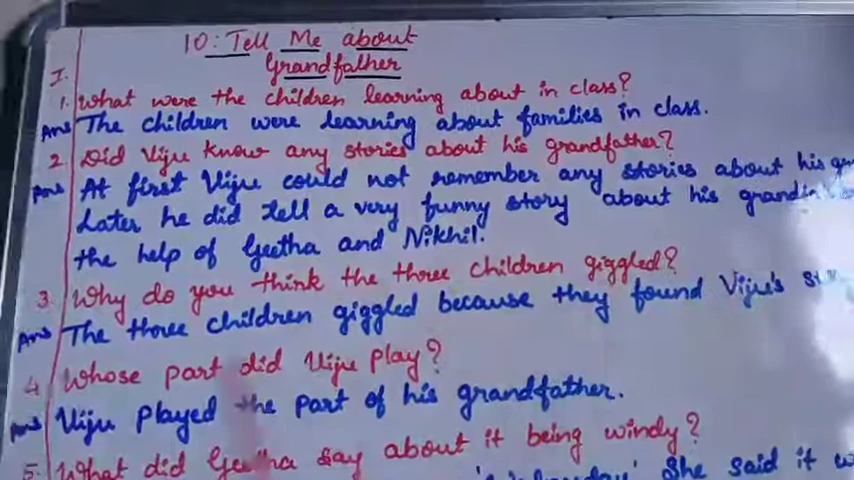 10: Tell Me about
Grandfather
I.
1. What were the children learning about in class?
Ans The children were learning about families in class.
2. Did Viju know any stories about his grandfather?
Ans At first Viju could not remember any stories about his
Later he did tell a very funny story about his
the help of Geetha and Nikhil.
3. Why do you think the three children giggled?
Ans The three children giggled because they found Viju's
4. Whose part did Viju play?
Ans Viju played the part of his grandfather.
5. What did Geetha say about it being windy?
She said it